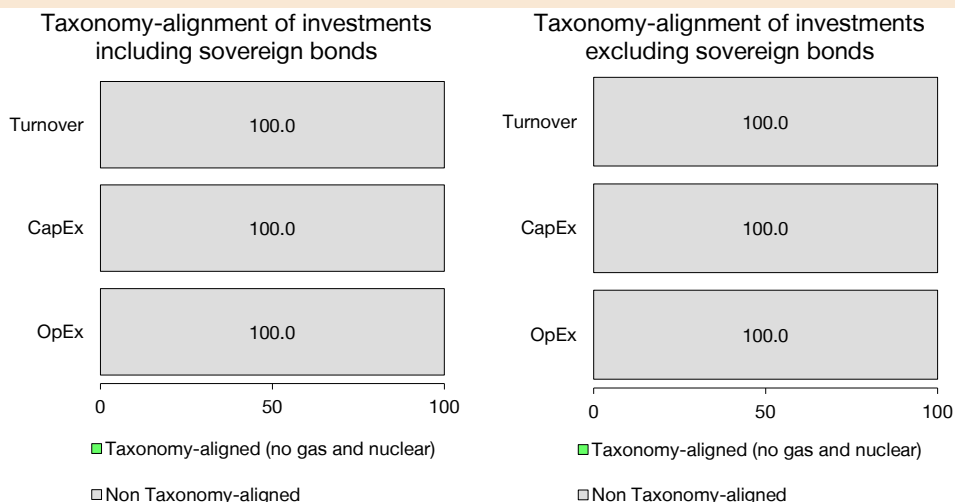 Taxonomy-alignment of investments
including sovereign bonds
Turnover
100.0
CapEx
100.0
OpEx
100.0
0 50 100
Taxonomy-aligned (no gas and nuclear)
Non Taxonomy-aligned
Taxonomy-alignment of investments
excluding sovereign bonds
Turnover
100.0
CapEx
100.0
OpEx
100.0
0 50 100
Taxonomy-aligned (no gas and nuclear)
Non Taxonomy-aligned